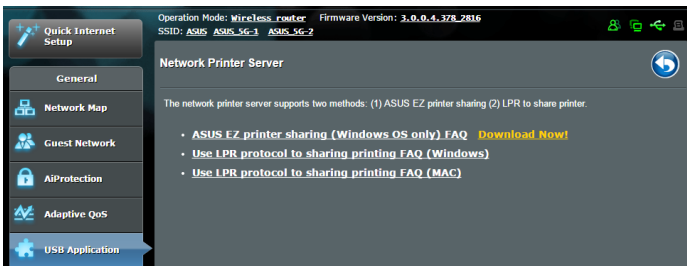 Quick Internet
Setup
General
Network Map
Guest Network
AiProtection
Adaptive QoS
USB Application
Operation Mode: Wireless router Firmware Version: 3.0.0.4.378_2816
SSID: ASUS ASUS_5G-1 ASUS_5G-2
Network Printer Server
The network printer server supports two methods: (1) ASUS EZ printer sharing (2) LPR to share printer.
ASUS EZ printer sharing (Windows OS only) FAQ Download Now!
Use LPR protocol to sharing printing FAQ (Windows)
Use LPR protocol to sharing printing FAQ (MAC)